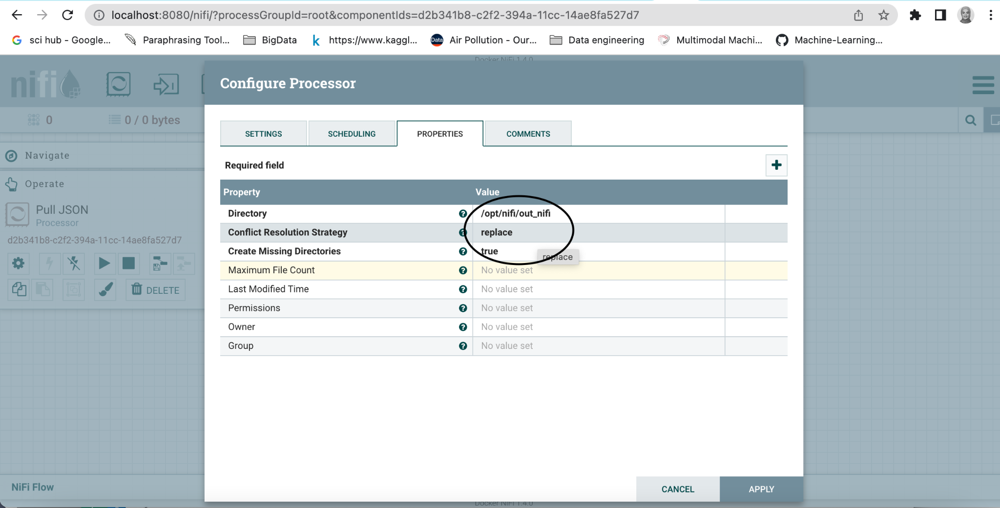 localhost:8080/nifi/?processGroupId=root&componentIds=d2b341b8-c2f2-394a-11cc-14ae8fa527d7
sci hub - Google... Paraphrasing Tool... BigData k https://www.kaggl... Data Air Pollution - Our... Data engineering Multimodal Machi... Machine-Learning...
Docker NiFi 1.4.0
nifi
Configure Processor
0 0 / 0 bytes
SETTINGS SCHEDULING PROPERTIES COMMENTS
Navigate
Required field
Operate
Property Value
Pull JSON
Processor
d2b341b8-c2f2-394a-11cc-14ae8fa527d7
DELETE
Directory /opt/nifi/out_nifi
Conflict Resolution Strategy replace
Create Missing Directories true
replace
Maximum File Count No value set
Last Modified Time No value set
Permissions No value set
Owner No value set
Group No value set
NiFi Flow
CANCEL APPLY
Docker NiFi 1.4.0